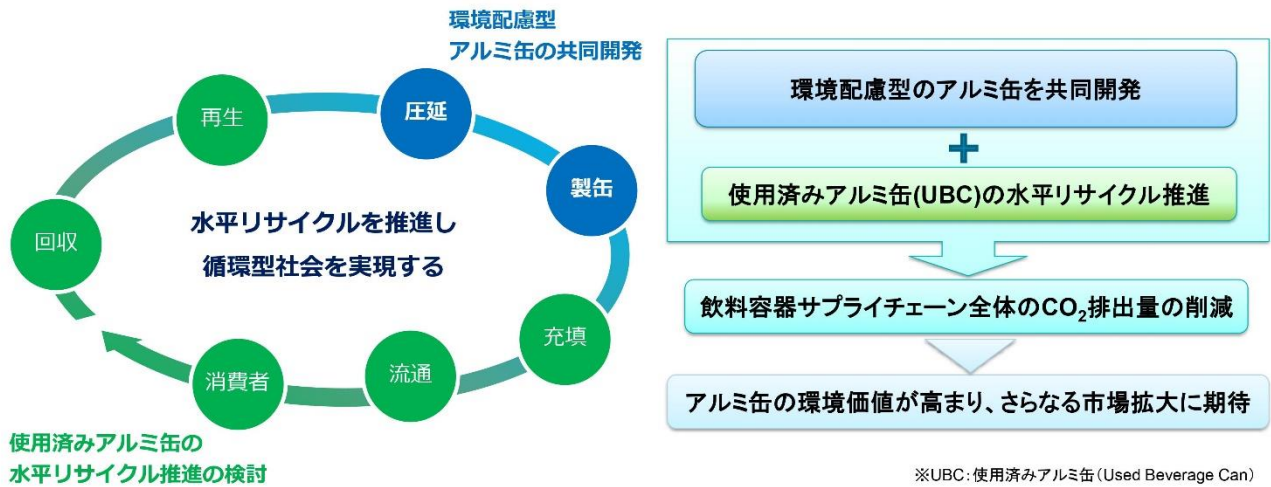 環境配慮型
アルミ缶の共同開発
再生
圧延
製缶
回収
水平リサイクルを推進し
循環型社会を実現する
充填
流通
消費者
使用済みアルミ缶の
水平リサイクル推進の検討
環境配慮型のアルミ缶を共同開発
+
使用済みアルミ缶(UBC)の水平リサイクル推進
飲料容器サプライチェーン全体のCO₂排出量の削減
アルミ缶の環境価値が高まり、さらなる市場拡大に期待
※UBC：使用済みアルミ缶（Used Beverage Can）